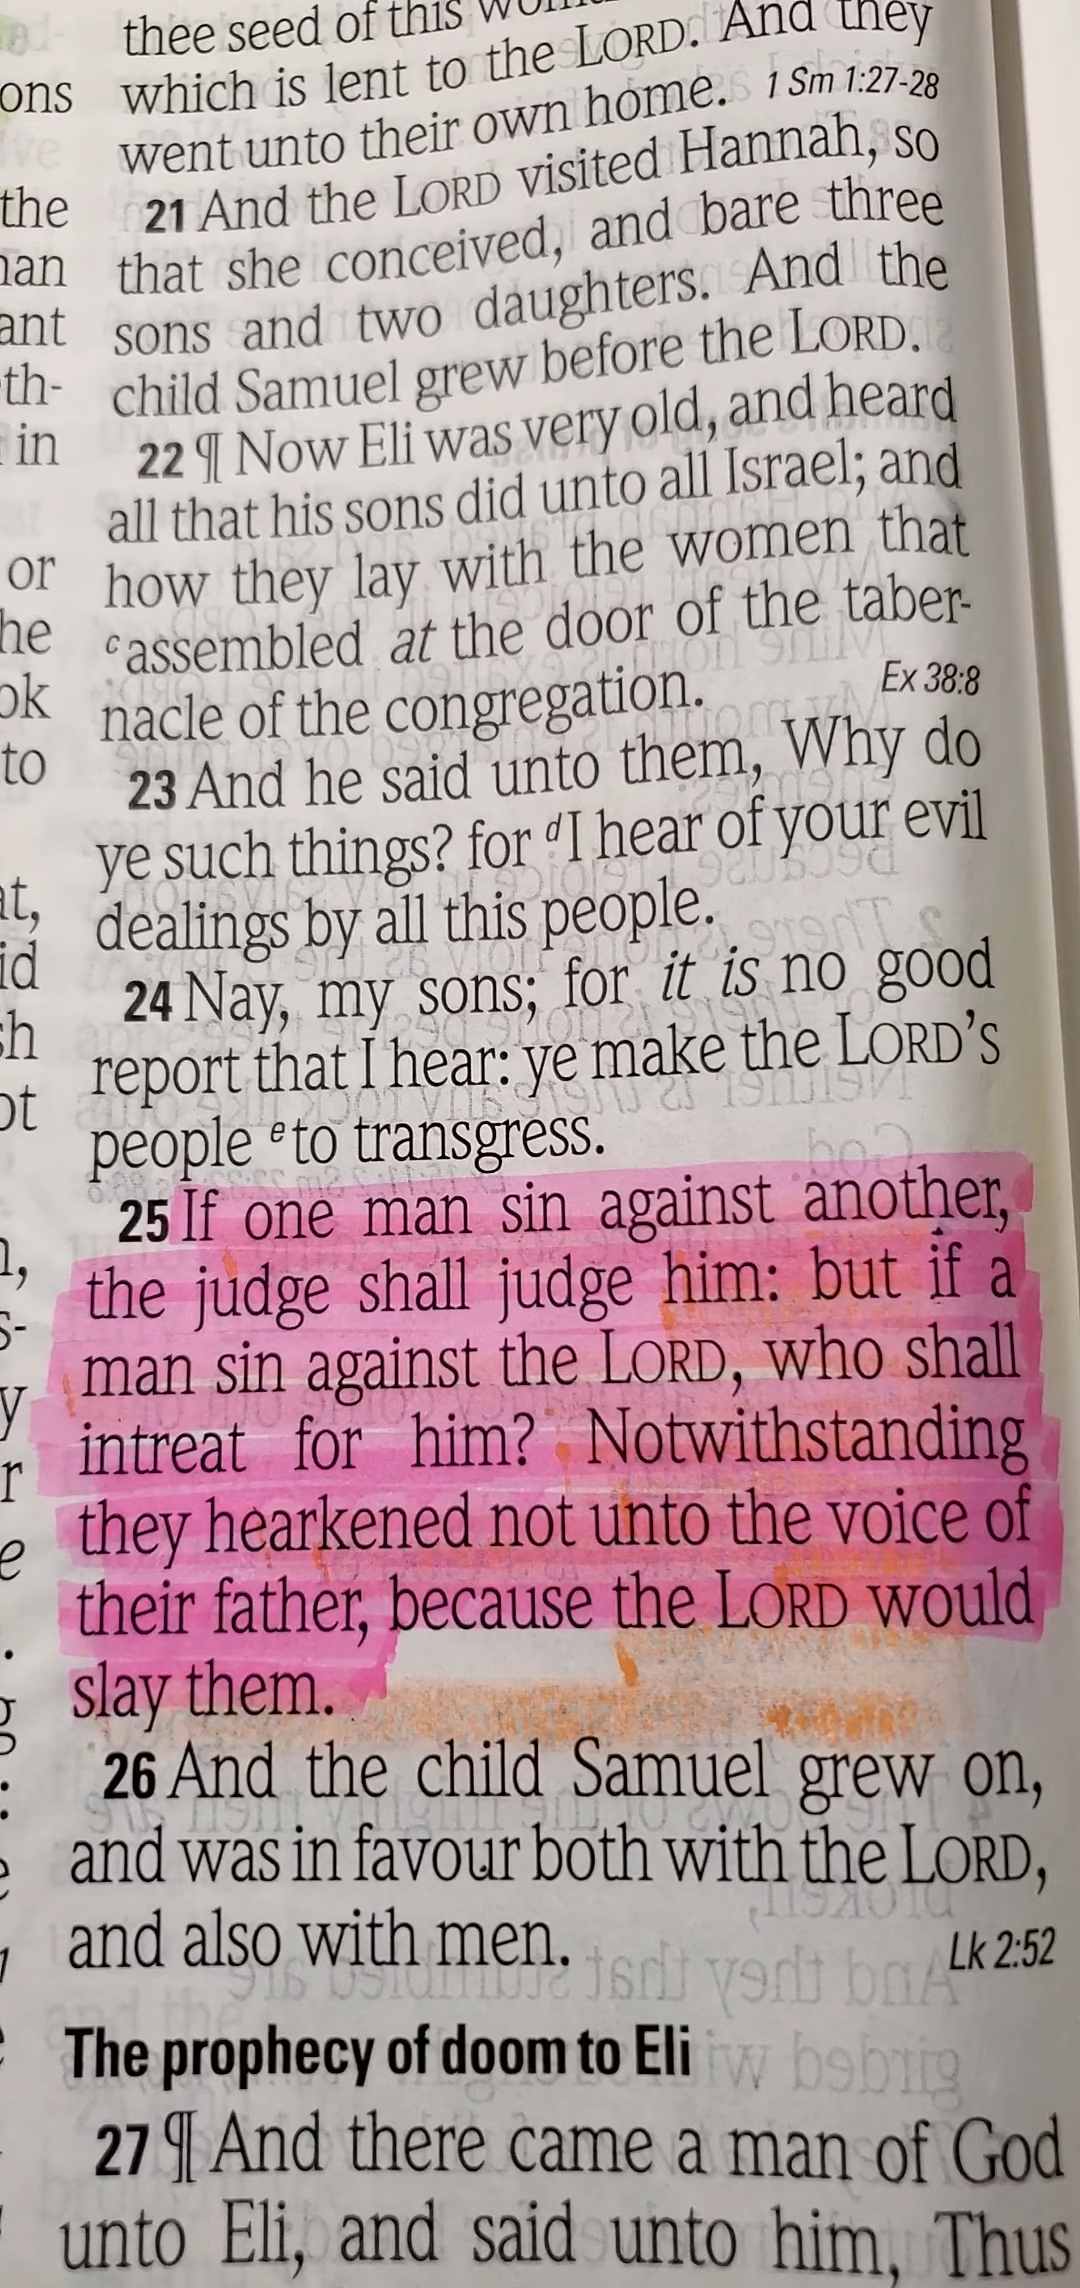 ons
the
ant
th-
in
or
he
ok
to
thee seed of this
which is lent to the LORD. And they
went unto their own home. 1 Sm 1:27-28
21 And the LORD visited Hannah, so
that she conceived, and bare three
sons and two daughters. And the
child Samuel grew before the LORD.
22 ¶ Now Eli was very old, and heard
all that his sons did unto all Israel; and
how they lay with the women that
c assembled at the door of the taber-
nacle of the congregation. Ex 38:8
23 And he said unto them, Why do
ye such things? for d I hear of your evil
dealings by all this people.
24 Nay, my sons; for it is no good
report that I hear: ye make the LORD'S
people e to transgress.
25 If one man sin against another,
the judge shall judge him: but if a
man sin against the LORD, who shall
intreat for him? Notwithstanding
they hearkened not unto the voice of
their father, because the LORD would
slay them.
26 And the child Samuel grew on,
and was in favour both with the LORD,
and also with men. Lk 2:52
The prophecy of doom to Eli
27 ¶ And there came a man of God
unto Eli, and said unto him, Thus